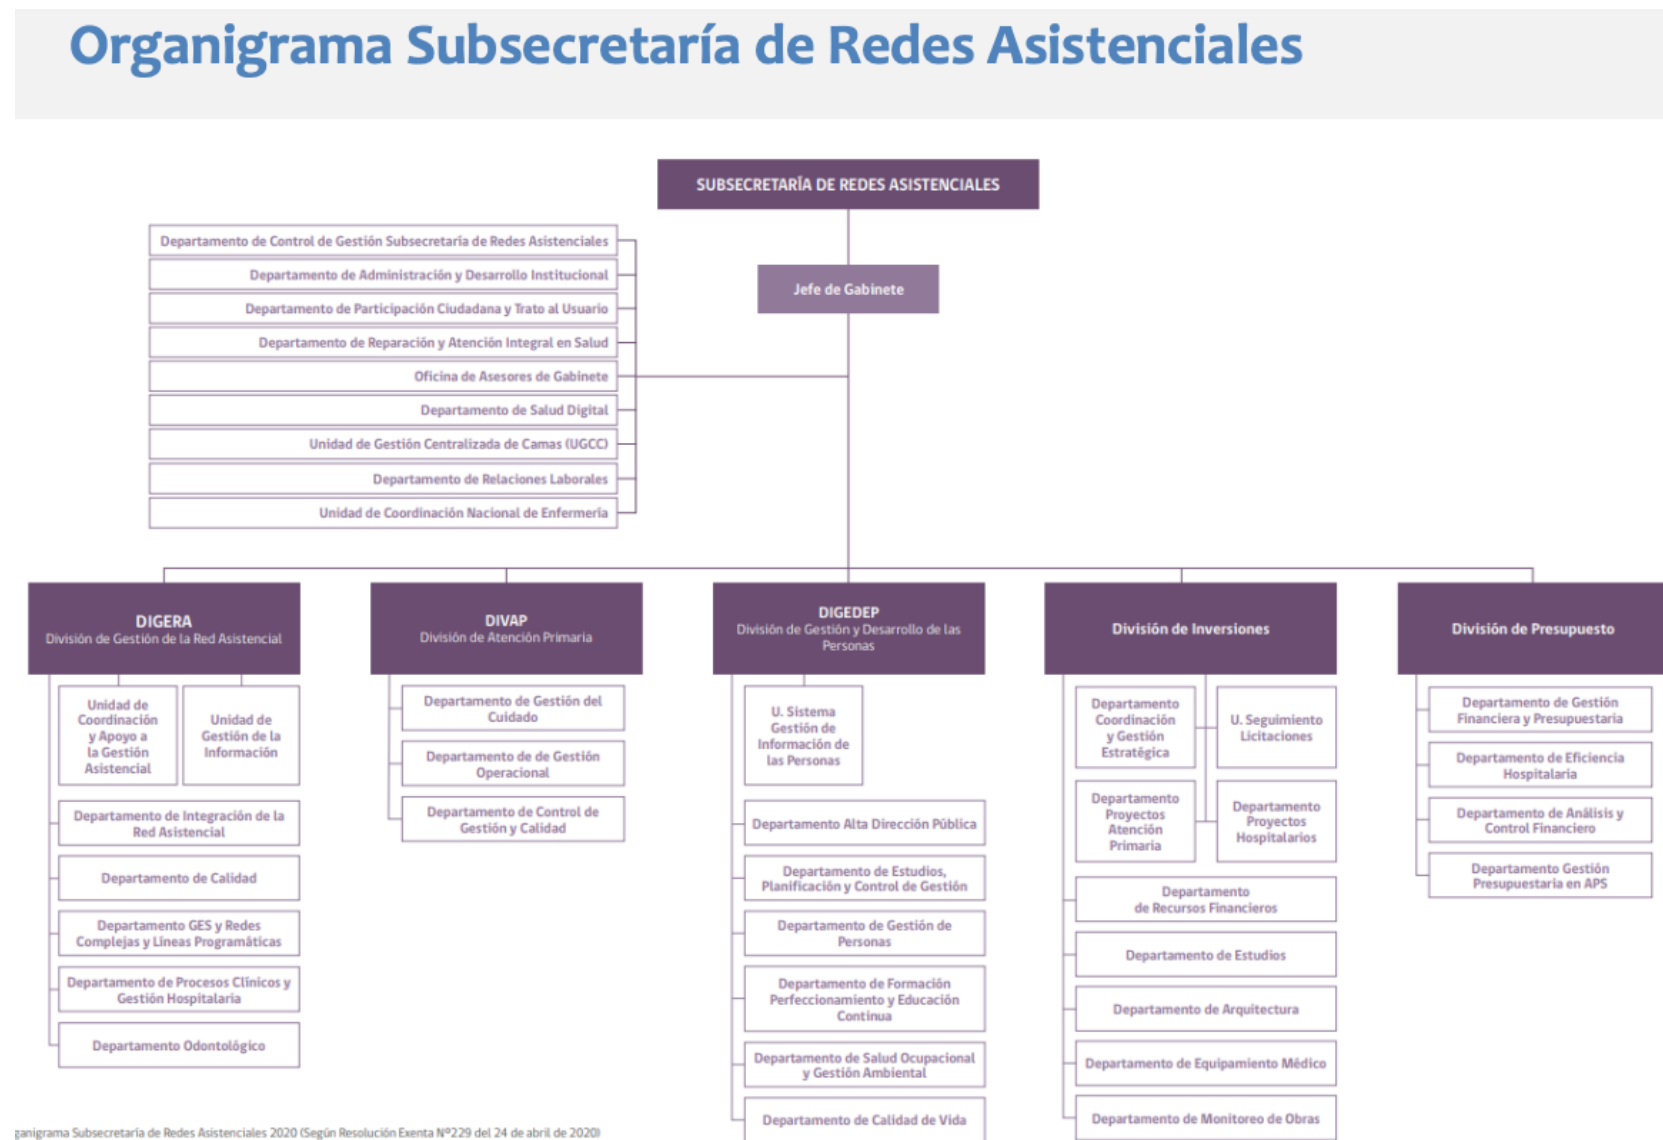 Organigrama Subsecretaría de Redes Asistenciales
SUBSECRETARÍA DE REDES ASISTENCIALES
Jefe de Gabinete
Departamento de Control de Gestión Subsecretaría de Redes Asistenciales
Departamento de Administración y Desarrollo Institucional
Departamento de Participación Ciudadana y Trato al Usuario
Departamento de Reparación y Atención Integral en Salud
Oficina de Asesores de Gabinete
Departamento de Salud Digital
Unidad de Gestión Centralizada de Camas (UGCC)
Departamento de Relaciones Laborales
Unidad de Coordinación Nacional de Enfermería
DIGERA
División de Gestión de la Red Asistencial
Unidad de
Coordinación
y Apoyo a
la Gestión
Asistencial
Unidad de
Gestión de la
Información
Departamento de Integración de la
Red Asistencial
Departamento de Calidad
Departamento GES y Redes
Complejas y Líneas Programáticas
Departamento de Procesos Clínicos y
Gestión Hospitalaria
Departamento Odontológico
DIVAP
División de Atención Primaria
Departamento de Gestión del
Cuidado
Departamento de de Gestión
Operacional
Departamento de Control de
Gestión y Calidad
DIGEDEP
División de Gestión y Desarrollo de las
Personas
U. Sistema
Gestión de
Información de
las Personas
Departamento Alta Dirección Pública
Departamento de Estudios,
Planificación y Control de Gestión
Departamento de Gestión de
Personas
Departamento de Formación
Perfeccionamiento y Educación
Continua
Departamento de Salud Ocupacional
y Gestión Ambiental
Departamento de Calidad de Vida
División de Inversiones
Departamento
Coordinación
y Gestión
Estratégica
U. Seguimiento
Licitaciones
Departamento
Proyectos
Atención
Primaria
Departamento
Proyectos
Hospitalarios
Departamento
de Recursos Financieros
Departamento de Estudios
Departamento de Arquitectura
Departamento de Equipamiento Médico
Departamento de Monitoreo de Obras
División de Presupuesto
Departamento de Gestión
Financiera y Presupuestaria
Departamento de Eficiencia
Hospitalaria
Departamento de Análisis y
Control Financiero
Departamento Gestión
Presupuestaria en APS
ganigrama Subsecretaría de Redes Asistenciales 2020 (Según Resolución Exenta Nº229 del 24 de abril de 2020)